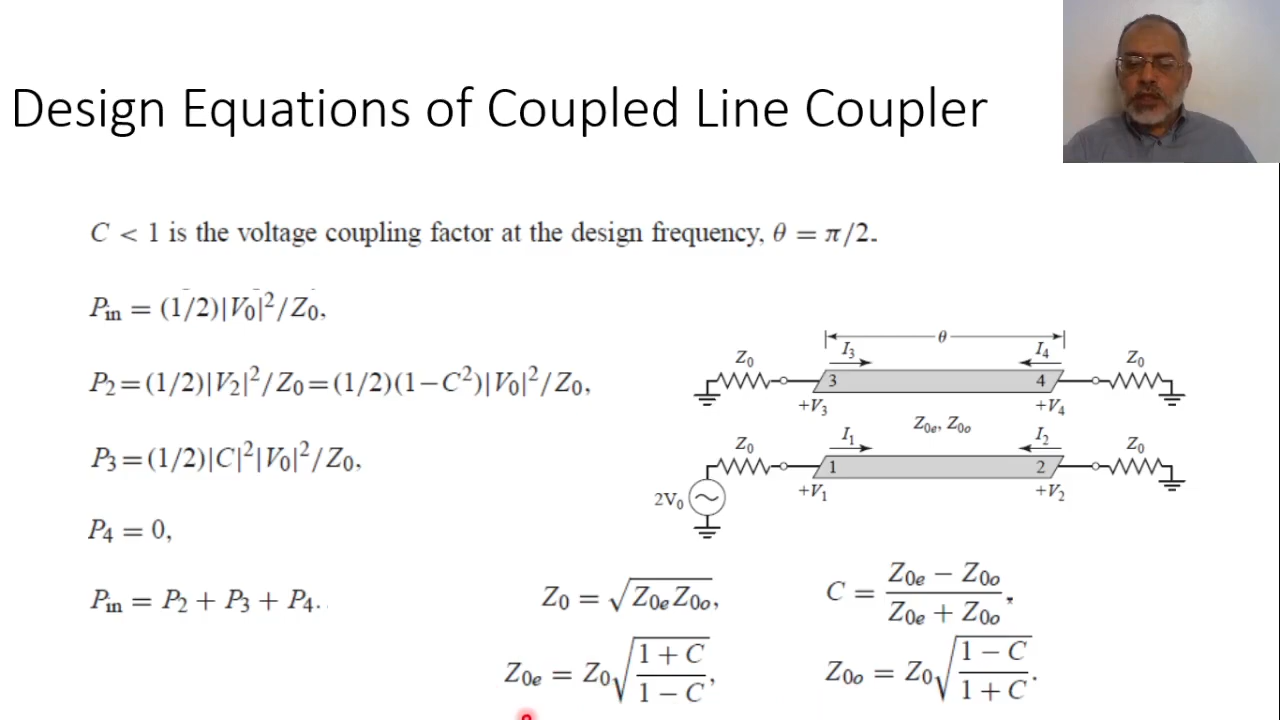 Design Equations of Coupled Line Coupler
C < 1 is the voltage coupling factor at the design frequency, θ = π/2.
P_in = (1/2)|V_0|^2/Z_0,
P_2 = (1/2)|V_2|^2/Z_0 = (1/2)(1 − C^2)|V_0|^2/Z_0,
P_3 = (1/2)|C|^2|V_0|^2/Z_0,
P_4 = 0,
P_in = P_2 + P_3 + P_4.
θ
Z_0 I_3 I_4 Z_0
3 4
+V_3 +V_4
Z_0e, Z_0o
Z_0 I_1 I_2 Z_0
1 2
2V_0 +V_1 +V_2
Z_0 = √(Z_0e Z_0o),
C = (Z_0e − Z_0o)/(Z_0e + Z_0o),
Z_0e = Z_0 √((1 + C)/(1 − C)),
Z_0o = Z_0 √((1 − C)/(1 + C)).